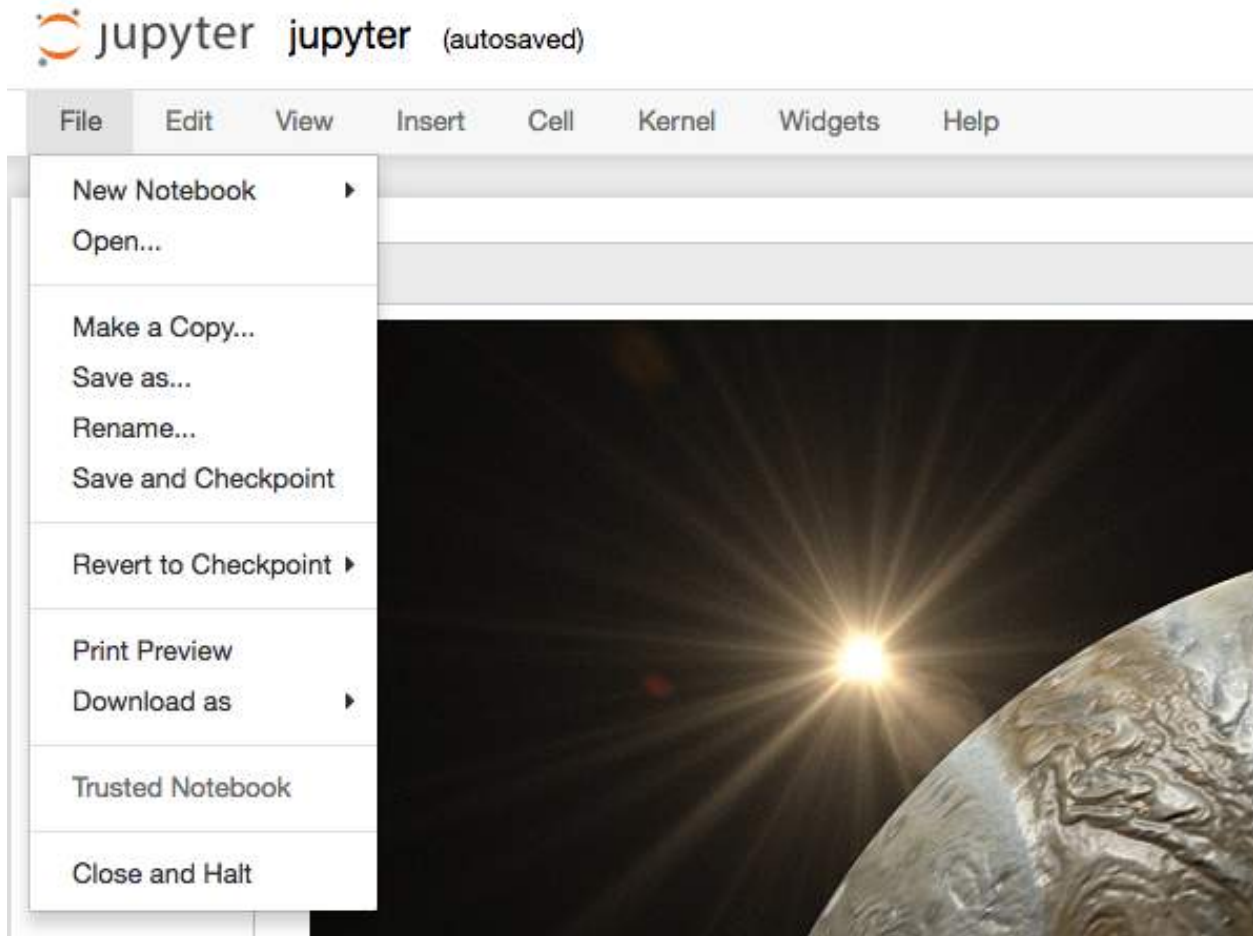 jupyter jupyter (autosaved)
File Edit View Insert Cell Kernel Widgets Help
New Notebook
Open...
Make a Copy...
Save as...
Rename...
Save and Checkpoint
Revert to Checkpoint
Print Preview
Download as
Trusted Notebook
Close and Halt